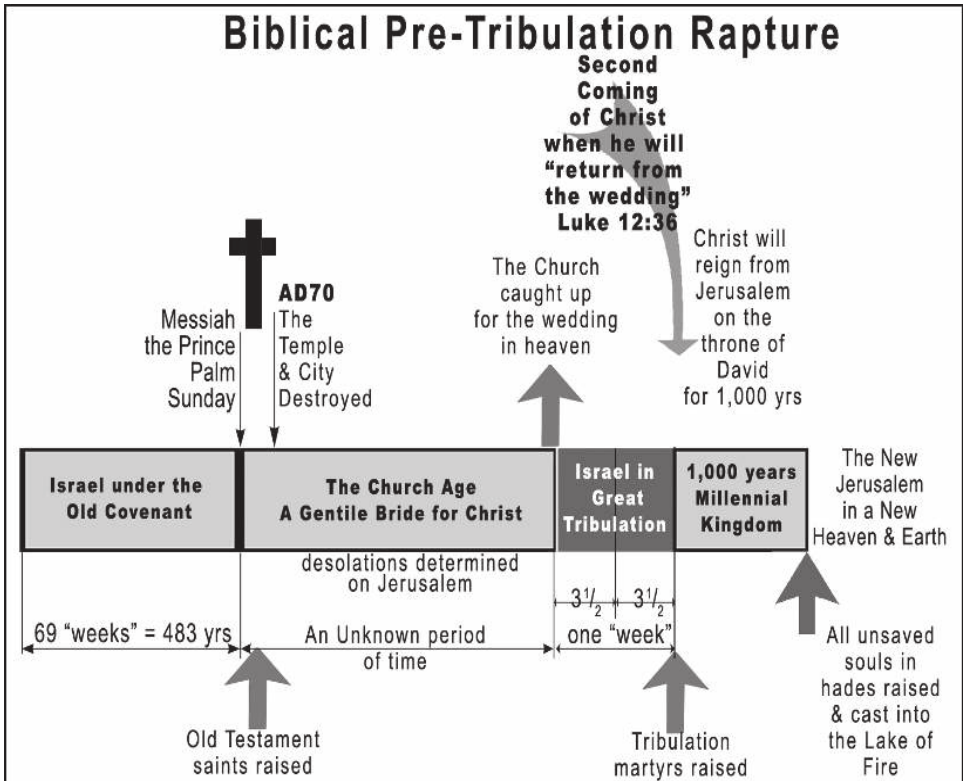 Biblical Pre-Tribulation Rapture
Second
Coming
of Christ
when he will
“return from
the wedding”
Luke 12:36
Messiah
the Prince
Palm
Sunday
AD70
The
Temple
& City
Destroyed
The Church
caught up
for the wedding
in heaven
Christ will
reign from
Jerusalem
on the
throne of
David
for 1,000 yrs
Israel under the
Old Covenant
The Church Age
A Gentile Bride for Christ
Israel in
Great
Tribulation
1,000 years
Millennial
Kingdom
The New
Jerusalem
in a New
Heaven & Earth
desolations determined
on Jerusalem
69 “weeks” = 483 yrs
An Unknown period
of time
3 1/2
3 1/2
one “week”
Old Testament
saints raised
Tribulation
martyrs raised
All unsaved
souls in
hades raised
& cast into
the Lake of
Fire